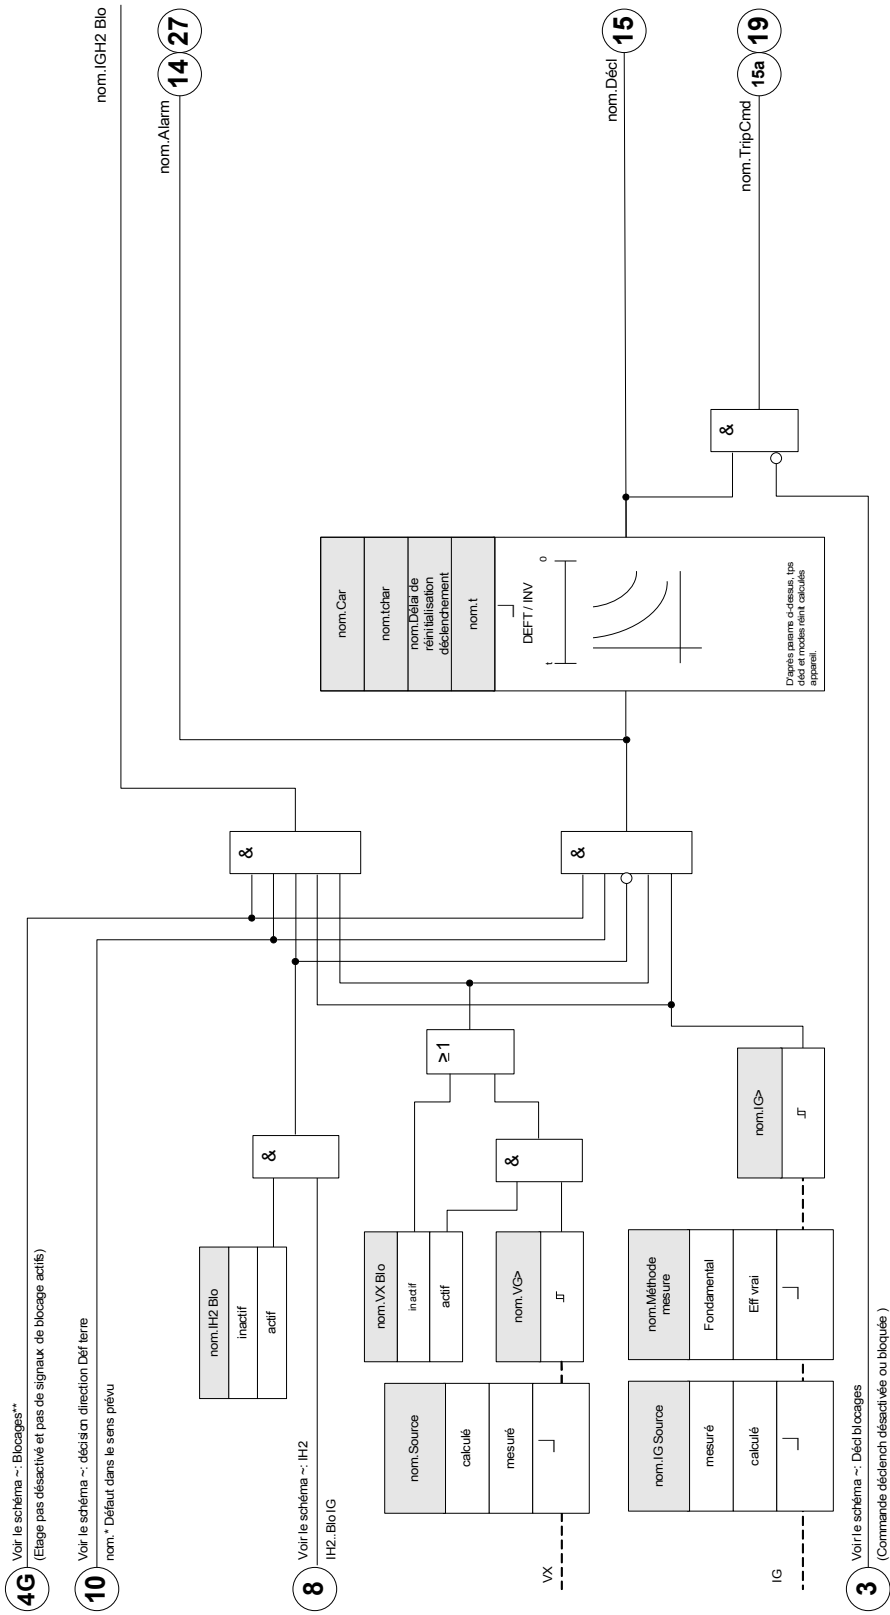 4G
Voir le schéma ~: Blocages**
(Etage pas désactivé et pas de signaux de blocage actifs)
10
Voir le schéma ~: décision direction Déf terre
nom.* Défaut dans le sens prévu
nom.IH2 Blo
inactif
actif
8
Voir le schéma ~: IH2
IH2..Blo IG
&
nom.VX Blo
inactif
actif
nom.Source
calculé
mesuré
VX
nom.VG>
&
≥1
nom.IG Source
mesuré
calculé
IG
nom.Méthode
mesure
Fondamental
Eff vrai
nom.IG>
3
Voir le schéma ~: Décl blocages
(Commande déclench désactivée ou bloquée )
&
&
nom.Car
nom.tchar
nom.Délai de
réinitialisation
déclenchement
nom.t
DEFT / INV
t
0
D'après params ci-dessus, tps
décl et modes réinit calculés
appareil.
&
nom.IGH2 Blo
nom.Alarm
14
27
nom.Décl
15
nom.TripCmd
15a
19